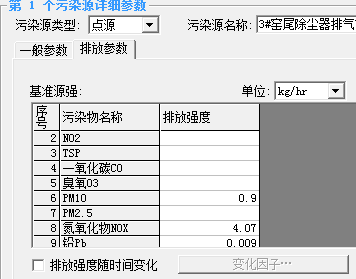 第 1 个污染源详细参数
污染源类型: 点源 污染源名称: 3#窑尾除尘器排气
一般参数 排放参数
基准源强: 单位: kg/hr
序号 污染物名称 排放强度
2 NO2
3 TSP
4 一氧化碳CO
5 臭氧O3
6 PM10 0.9
7 PM2.5
8 氮氧化物NOX 4.07
9 铅Pb 0.009
排放强度随时间变化 变化因子…